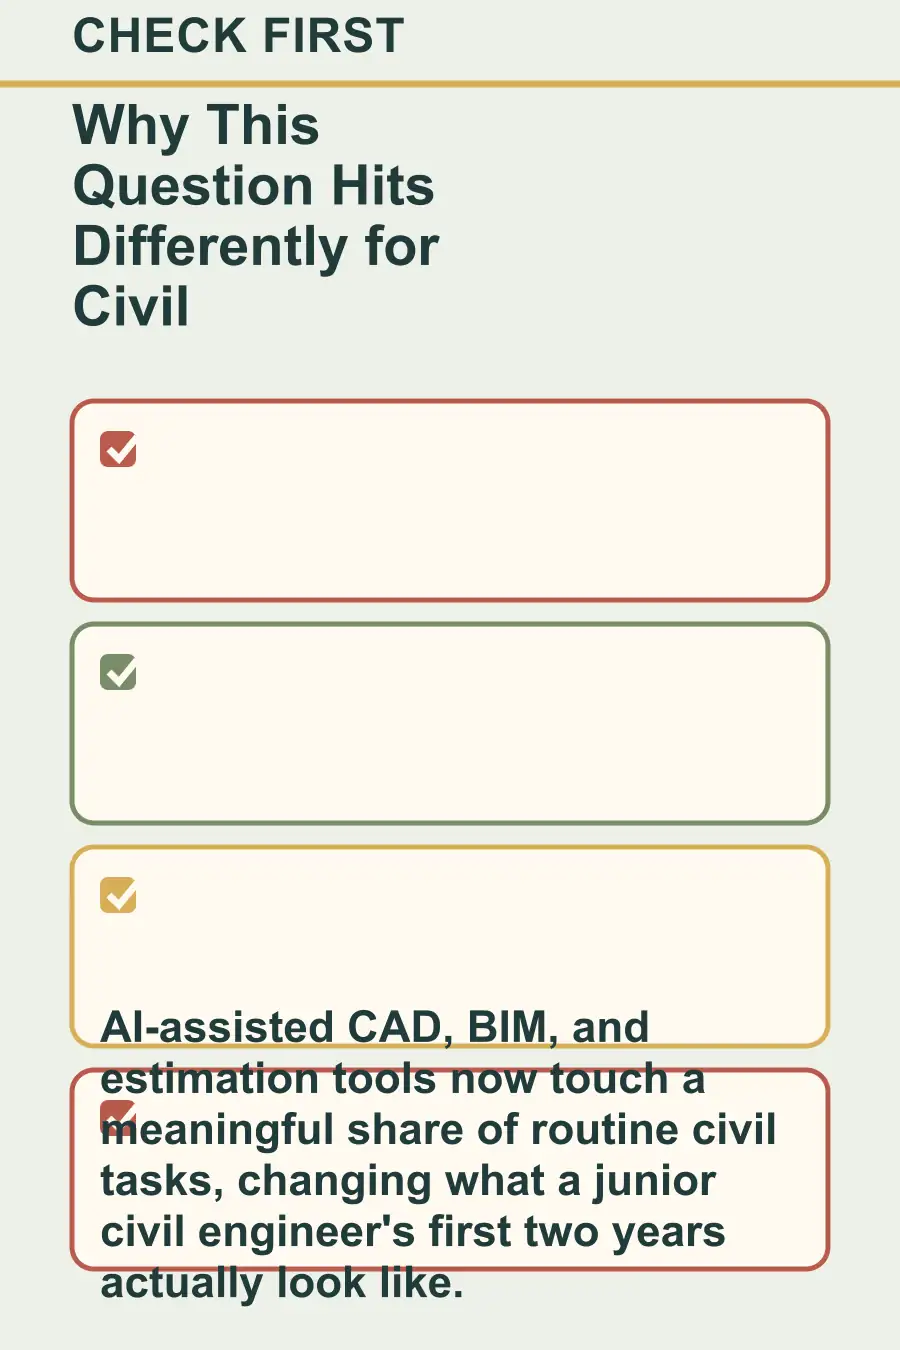 CHECK FIRST
Why This
Question Hits
Differently for
Civil
AI-assisted CAD, BIM, and
estimation tools now touch a
meaningful share of routine civil
tasks, changing what a junior
civil engineer's first two years
actually look like.